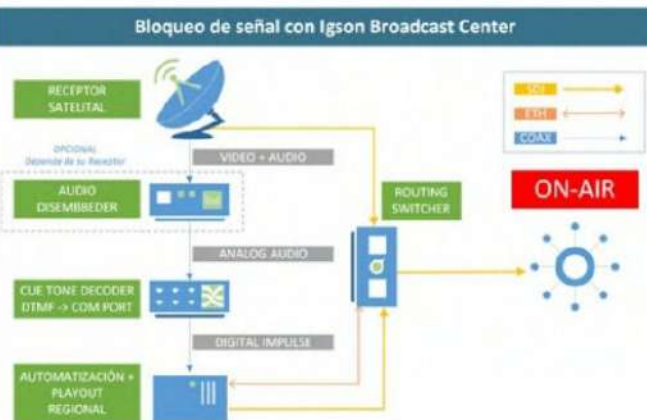 Bloqueo de señal con Igson Broadcast Center
RECEPTOR
SATELITAL
SDI
ETH
COAX
OPCIONAL
Depende de su Receptor
VIDEO + AUDIO
AUDIO
DISEMBBEDER
ROUTING
SWITCHER
ON-AIR
ANALOG AUDIO
CUE TONE DECODER
DTMF -> COM PORT
DIGITAL IMPULSE
AUTOMATIZACIÓN +
PLAYOUT
REGIONAL